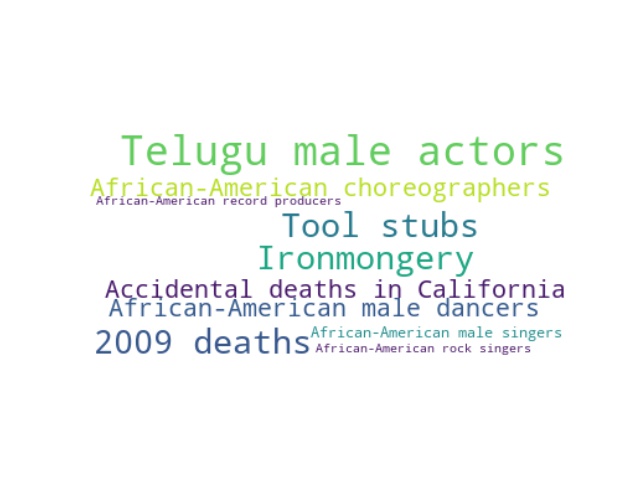 Telugu male actors
African-American choreographers
African-American record producers
Tool stubs
Ironmongery
Accidental deaths in California
African-American male dancers
2009 deaths
African-American male singers
African-American rock singers